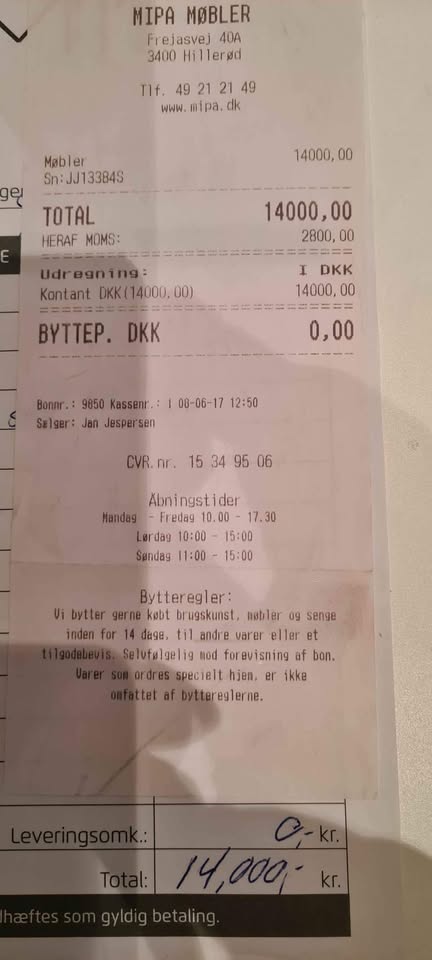 MIPA MØBLER
Frejasvej 40A
3400 Hillerød
Tlf. 49 21 21 49
www.mipa.dk
Møbler 14000,00
Sn:JJ13384S
TOTAL 14000,00
HERAF MOMS: 2800,00
Udregning: I DKK
Kontant DKK(14000,00) 14000,00
BYTTEP. DKK 0,00
Bonnr.: 9850 Kassenr.: 1 08-06-17 12:50
Sælger: Jan Jespersen
CVR.nr. 15 34 95 06
Åbningstider
Mandag - Fredag 10.00 - 17.30
Lørdag 10:00 - 15:00
Søndag 11:00 - 15:00
Bytteregler:
Vi bytter gerne købt brugskunst, møbler og senge
inden for 14 dage, til andre varer eller et
tilgodebevis. Selvfølgelig mod forevisning af bon.
Varer som ordres specielt hjem, er ikke
omfattet af byttereglerne.
Leveringsomk.: 0,- kr.
Total: 14,000,- kr.
hæftes som gyldig betaling.